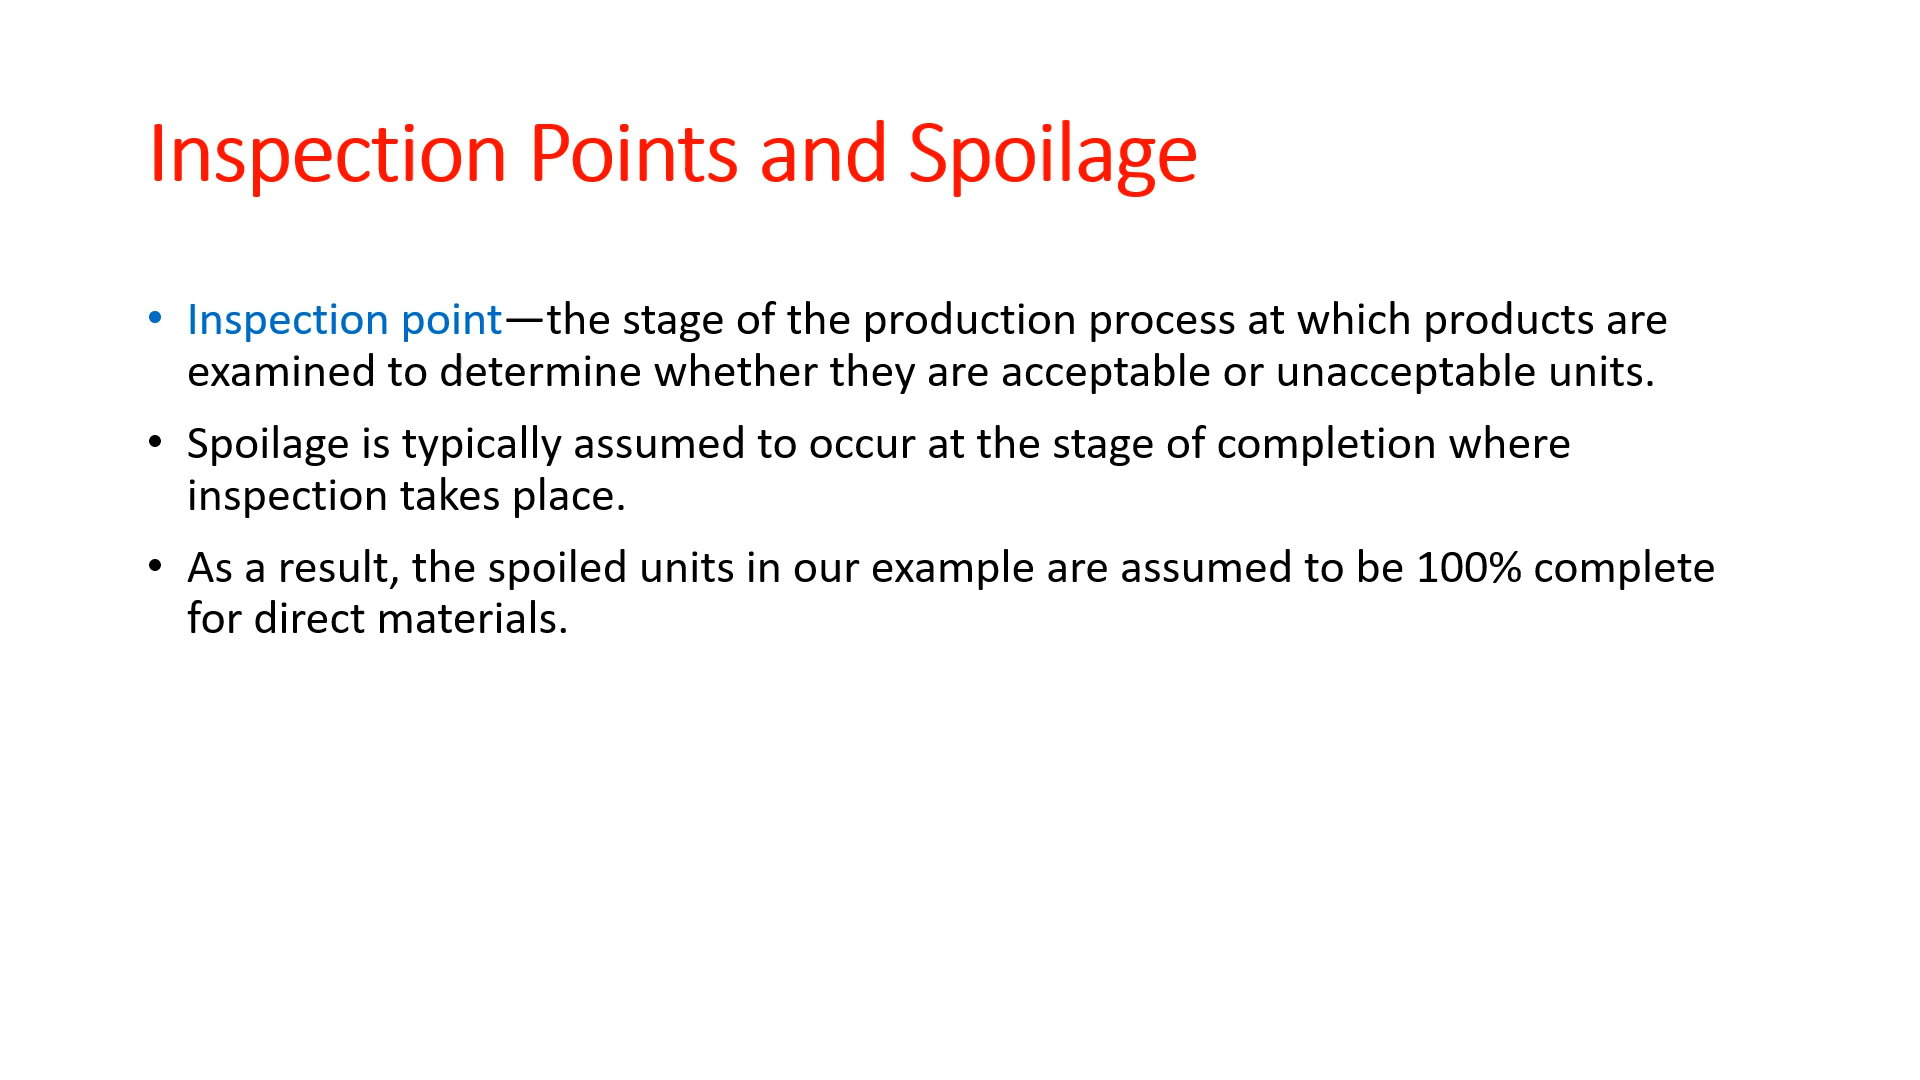 Inspection Points and Spoilage
• Inspection point—the stage of the production process at which products are
examined to determine whether they are acceptable or unacceptable units.
• Spoilage is typically assumed to occur at the stage of completion where
inspection takes place.
• As a result, the spoiled units in our example are assumed to be 100% complete
for direct materials.